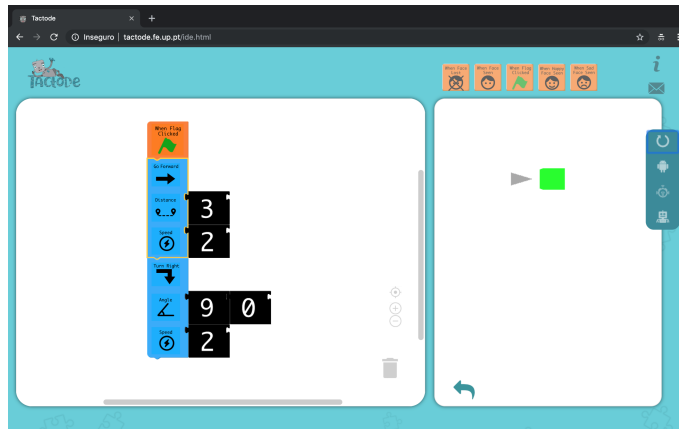 Tactode
Inseguro | tactode.fe.up.pt/ide.html
TACTODE
When Face Lost
When Face Seen
When Flag Clicked
When Happy Face Seen
When Sad Face Seen
i
When Flag
Clicked
Go Forward
Distance
3
Speed
2
Turn Right
Angle
9 0
Speed
2